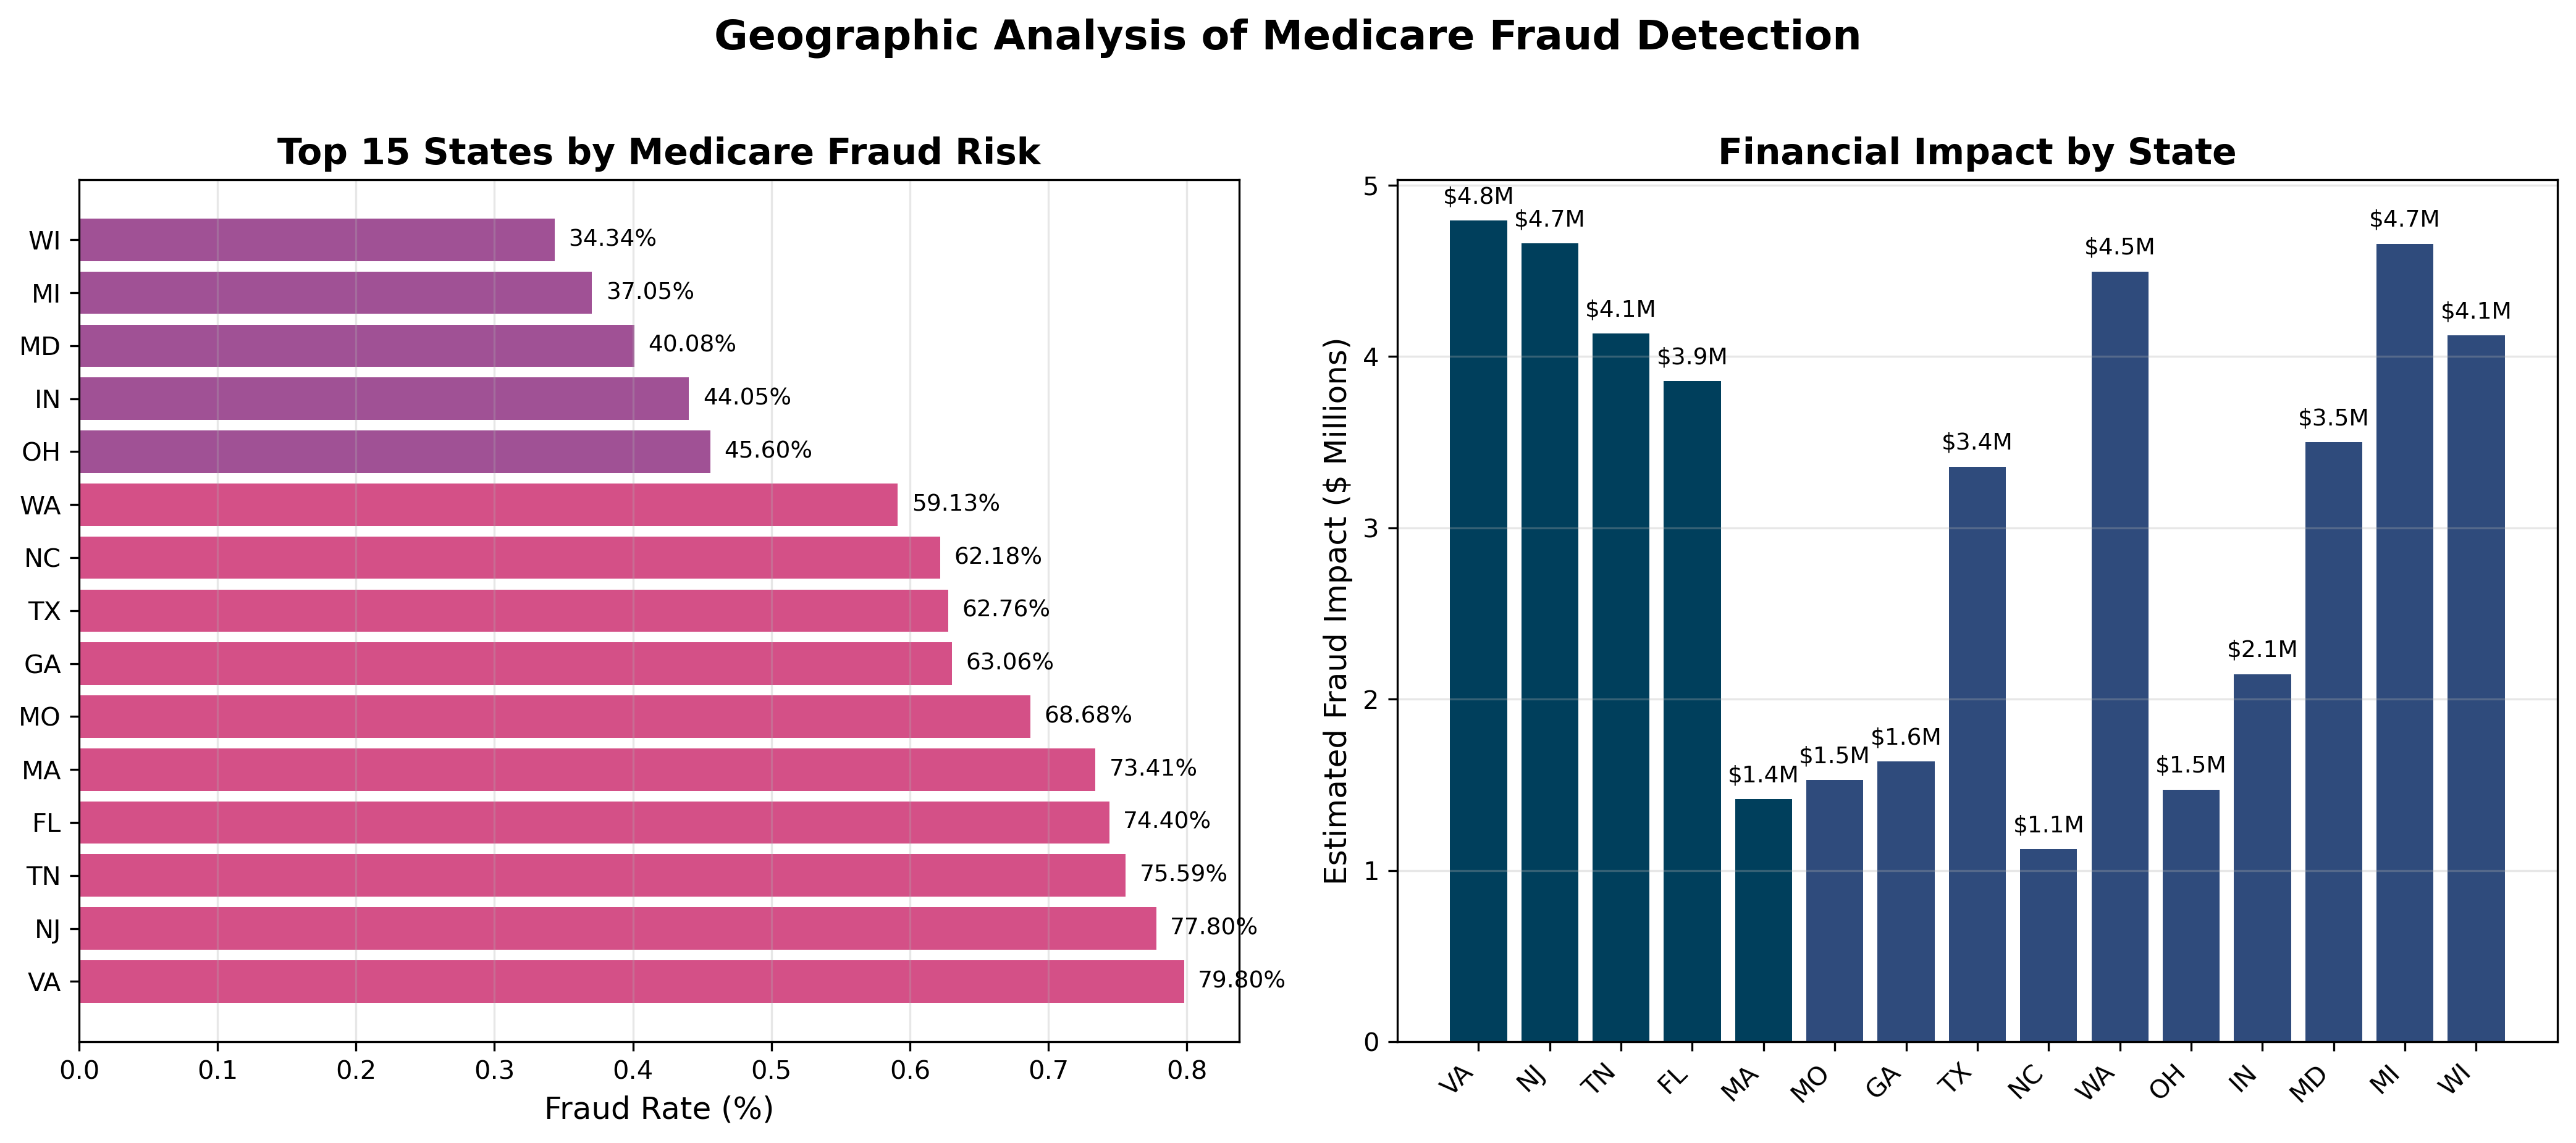 Geographic Analysis of Medicare Fraud Detection
Top 15 States by Medicare Fraud Risk
WI 34.34%
MI 37.05%
MD 40.08%
IN 44.05%
OH 45.60%
WA 59.13%
NC 62.18%
TX 62.76%
GA 63.06%
MO 68.68%
MA 73.41%
FL 74.40%
TN 75.59%
NJ 77.80%
VA 79.80%
0.0 0.1 0.2 0.3 0.4 0.5 0.6 0.7 0.8
Fraud Rate (%)
Financial Impact by State
Estimated Fraud Impact ($ Millions)
5
4
3
2
1
0
$4.8M $4.7M $4.1M $3.9M $1.4M $1.5M $1.6M $3.4M $1.1M $4.5M $1.5M $2.1M $3.5M $4.7M $4.1M
VA NJ TN FL MA MO GA TX NC WA OH IN MD MI WI